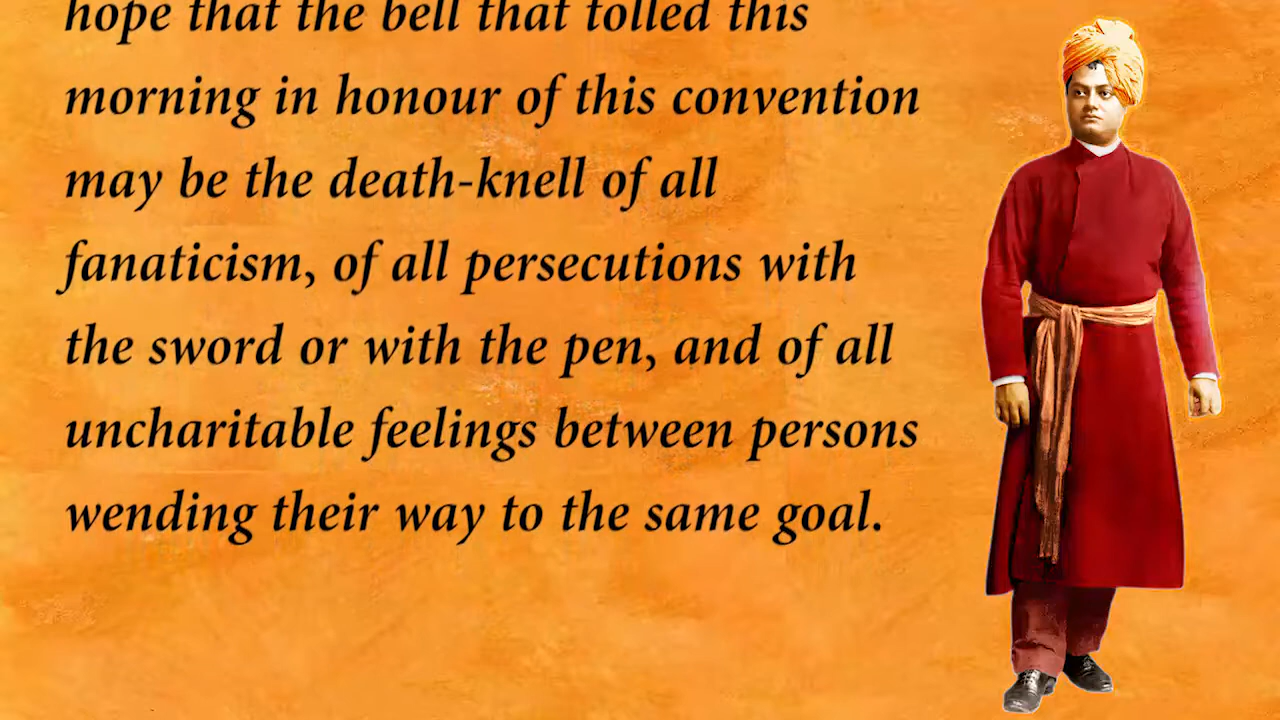 hope that the bell that tolled this
morning in honour of this convention
may be the death-knell of all
fanaticism, of all persecutions with
the sword or with the pen, and of all
uncharitable feelings between persons
wending their way to the same goal.